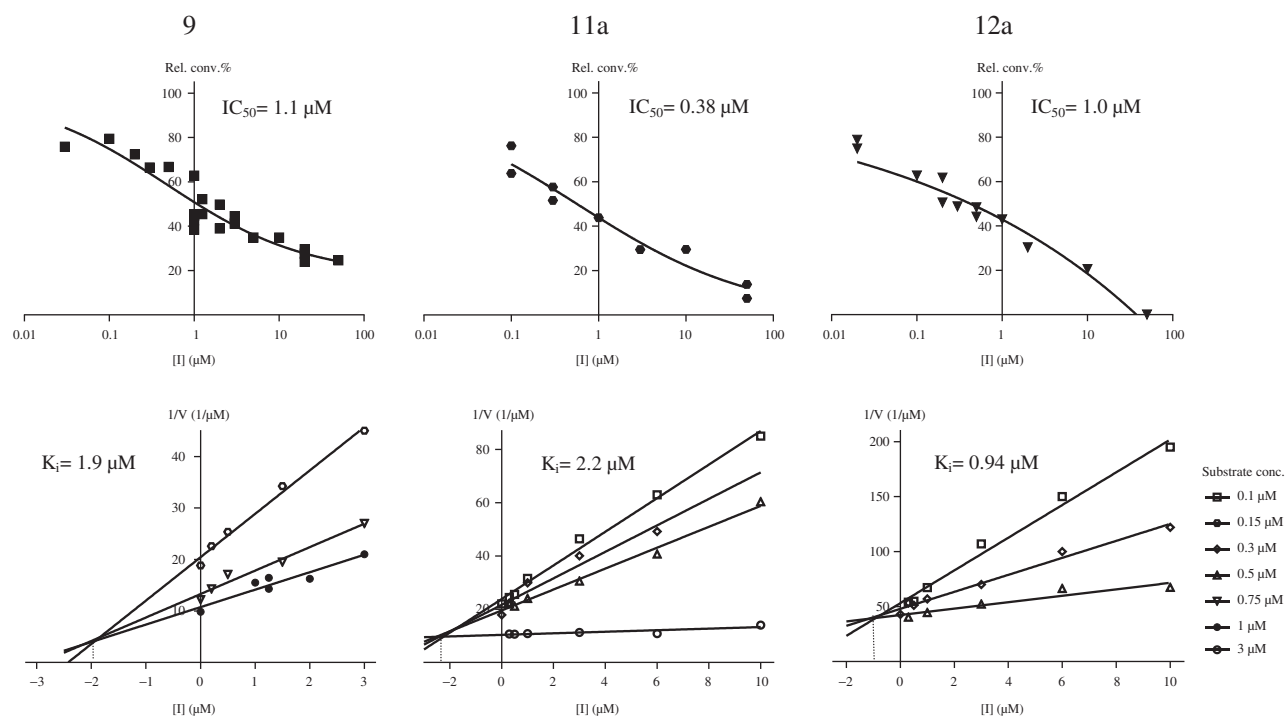 9
11a
12a
Rel. conv.%
Rel. conv.%
Rel. conv.%
100
80
60
40
20
IC50= 1.1 µM
100
80
60
40
20
IC50= 0.38 µM
100
80
60
40
20
IC50= 1.0 µM
0.01 0.1 1 10 100
0.1 1 10 100
0.01 0.1 1 10 100
[I] (µM)
[I] (µM)
[I] (µM)
1/V (1/µM)
1/V (1/µM)
1/V (1/µM)
Ki= 1.9 µM
40
30
20
10
Ki= 2.2 µM
80
60
40
20
Ki= 0.94 µM
200
150
100
50
Substrate conc.
0.1 µM
0.15 µM
0.3 µM
0.5 µM
0.75 µM
1 µM
3 µM
−3 −2 −1 0 1 2 3
−2 0 2 4 6 8 10
−2 0 2 4 6 8 10
[I] (µM)
[I] (µM)
[I] (µM)